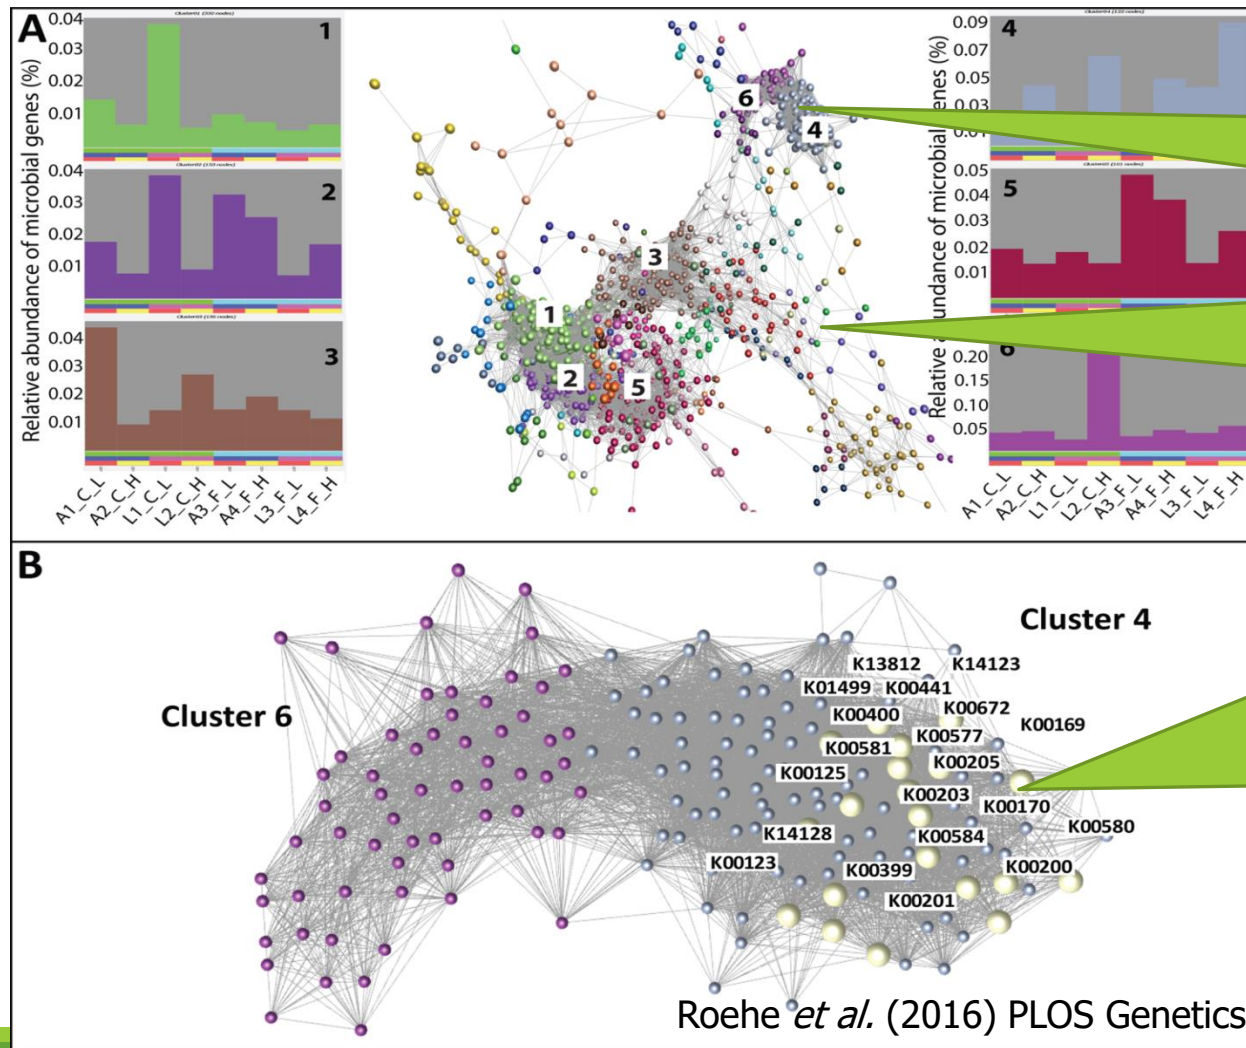 A
Relative abundance of microbial genes (%)
Cluster01 (200 nodes)
1
0.04
0.03
0.02
0.01
2
0.04
0.03
0.02
0.01
3
0.04
0.03
0.02
0.01
A1_C_L
A2_C_H
L1_C_L
L2_C_H
A3_F_L
A4_F_H
L3_F_L
L4_F_H
6
4
3
1
2
5
4
0.09
0.07
0.05
0.03
5
0.05
0.04
0.03
0.02
0.01
6
0.20
0.15
0.10
0.05
A1_C_L
A2_C_H
L1_C_L
L2_C_H
A3_F_L
A4_F_H
L3_F_L
L4_F_H
B
Cluster 6
Cluster 4
K13812 K14123
K01499 K00441
K00400 K00672
K00169
K00581 K00577
K00125 K00205
K00203 K00170
K14128 K00584 K00580
K00123 K00399 K00200
K00201
Roehe et al. (2016) PLOS Genetics